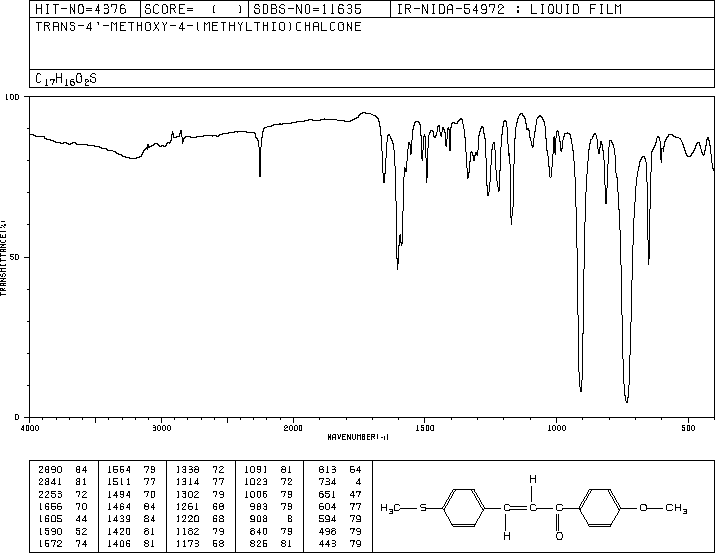 HIT-NO=4376 SCORE= ( ) SDBS-NO=11635 IR-NIDA-54972 : LIQUID FILM
TRANS-4'-METHOXY-4-(METHYLTHIO)CHALCONE
C17H16O2S
100
50
0
TRANSMITTANCE(%)
4000 3000 2000 1500 1000 500
WAVENUMBER(-1)
2890 84 1564 79 1338 72 1091 81 813 64
2841 81 1511 77 1314 77 1023 72 734 4
2253 72 1494 70 1302 79 1006 79 651 47
1656 70 1464 84 1261 68 983 79 604 77
1605 44 1439 84 1220 68 908 8 594 79
1590 52 1420 81 1182 79 840 79 498 79
1572 74 1406 81 1173 58 826 81 443 79
H
H3C S C C C O CH3
H O